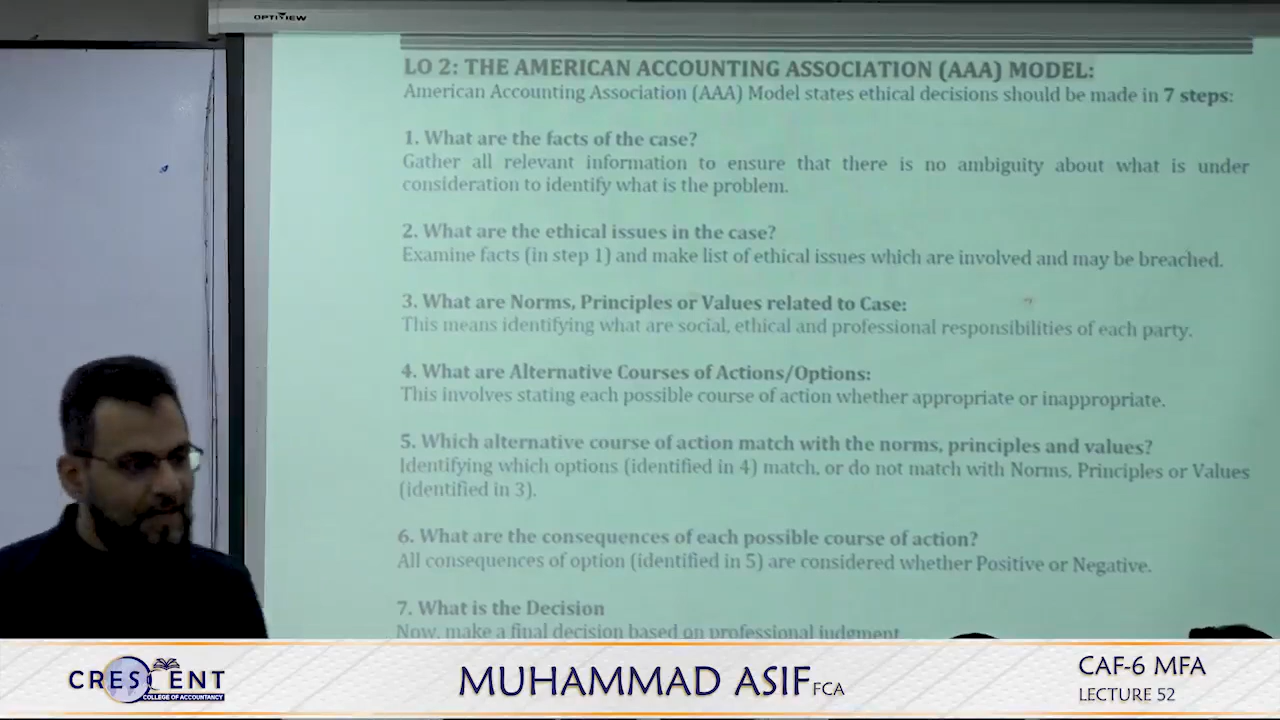 OPTIVIEW
LO 2: THE AMERICAN ACCOUNTING ASSOCIATION (AAA) MODEL:
American Accounting Association (AAA) Model states ethical decisions should be made in 7 steps:
1. What are the facts of the case?
Gather all relevant information to ensure that there is no ambiguity about what is under
consideration to identify what is the problem.
2. What are the ethical issues in the case?
Examine facts (in step 1) and make list of ethical issues which are involved and may be breached.
3. What are Norms, Principles or Values related to Case:
This means identifying what are social, ethical and professional responsibilities of each party.
4. What are Alternative Courses of Actions/Options:
This involves stating each possible course of action whether appropriate or inappropriate.
5. Which alternative course of action match with the norms, principles and values?
Identifying which options (identified in 4) match, or do not match with Norms, Principles or Values
(identified in 3).
6. What are the consequences of each possible course of action?
All consequences of option (identified in 5) are considered whether Positive or Negative.
7. What is the Decision
Now, make a final decision based on professional judgment
CRESCENT
COLLEGE OF ACCOUNTANCY
MUHAMMAD ASIF FCA
CAF-6 MFA
LECTURE 52